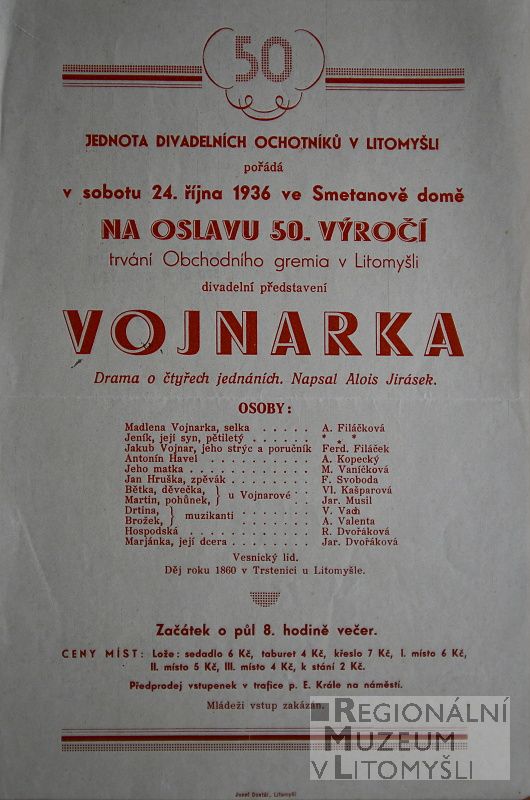 50
JEDNOTA DIVADELNÍCH OCHOTNÍKŮ V LITOMYŠLI
pořádá
v sobotu 24. října 1936 ve Smetanově domě
NA OSLAVU 50. VÝROČÍ
trvání Obchodního gremia v Litomyšli
divadelní představení
VOJNARKA
Drama o čtyřech jednáních. Napsal Alois Jirásek.
OSOBY:
Madlena Vojnarka, selka . . . . . A. Filáčková
Jeník, její syn, pětiletý . . . . . . * * *
Jakub Vojnar, jeho strýc a poručník Ferd. Filáček
Antonín Havel . . . . . . . . . . A. Kopecký
Jeho matka . . . . . . . . . . . M. Vaníčková
Jan Hruška, zpěvák . . . . . . . F. Svoboda
Bětka, děvečka, } u Vojnarové . . Vl. Kašparová
Martin, pohůnek, } Jar. Musil
Drtina, } muzikanti . . . . . . V. Vach
Brožek, } A. Valenta
Hospodská . . . . . . . . . . . R. Dvořáková
Marjánka, její dcera . . . . . . . Jar. Dvořáková
Vesnický lid.
Děj roku 1860 v Trstenici u Litomyšle.
Začátek o půl 8. hodině večer.
CENY MÍST: Lože: sedadlo 6 Kč, taburet 4 Kč, křeslo 7 Kč, I. místo 6 Kč,
II. místo 5 Kč, III. místo 4 Kč, k stání 2 Kč.
Předprodej vstupenek v trafice p. E. Krále na náměstí.
Mládeži vstup zakázán.
REGIONÁLNÍ
MUZEUM
V LITOMYŠLI
Josef Dostál, Litomyšl